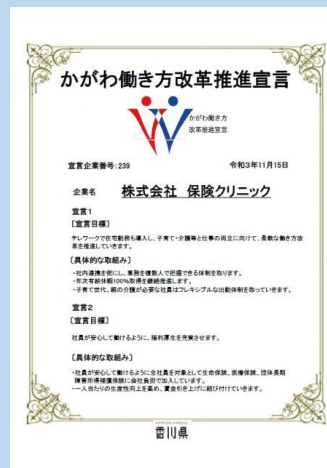 かがわ働き方改革推進宣言
かがわ働き方
改革推進宣言
宣言企業番号:239
令和3年11月15日
企業名 株式会社 保険クリニック
宣言1
［宣言目標］
テレワークで在宅勤務も導入し、子育て・介護等と仕事の両立に向けて、柔軟な働き方改
革を推進していきます。
［具体的な取組み］
・社内連携を密にし、業務を複数人で把握できる体制を取ります。
・年次有給休暇100%取得を継続推進します。
・子育て世代、親の介護が必要な社員はフレキシブルな出勤体制を取っていきます。
宣言2
［宣言目標］
社員が安心して働けるように、福利厚生を充実させます。
［具体的な取組み］
・社員が安心して働けるように全社員を対象として生命保険、医療保険、団体長期
障害所得補償保険に会社負担で加入しています。
・一人当たりの生産性向上を高め、賃金引き上げに結び付けていきます。
香川県